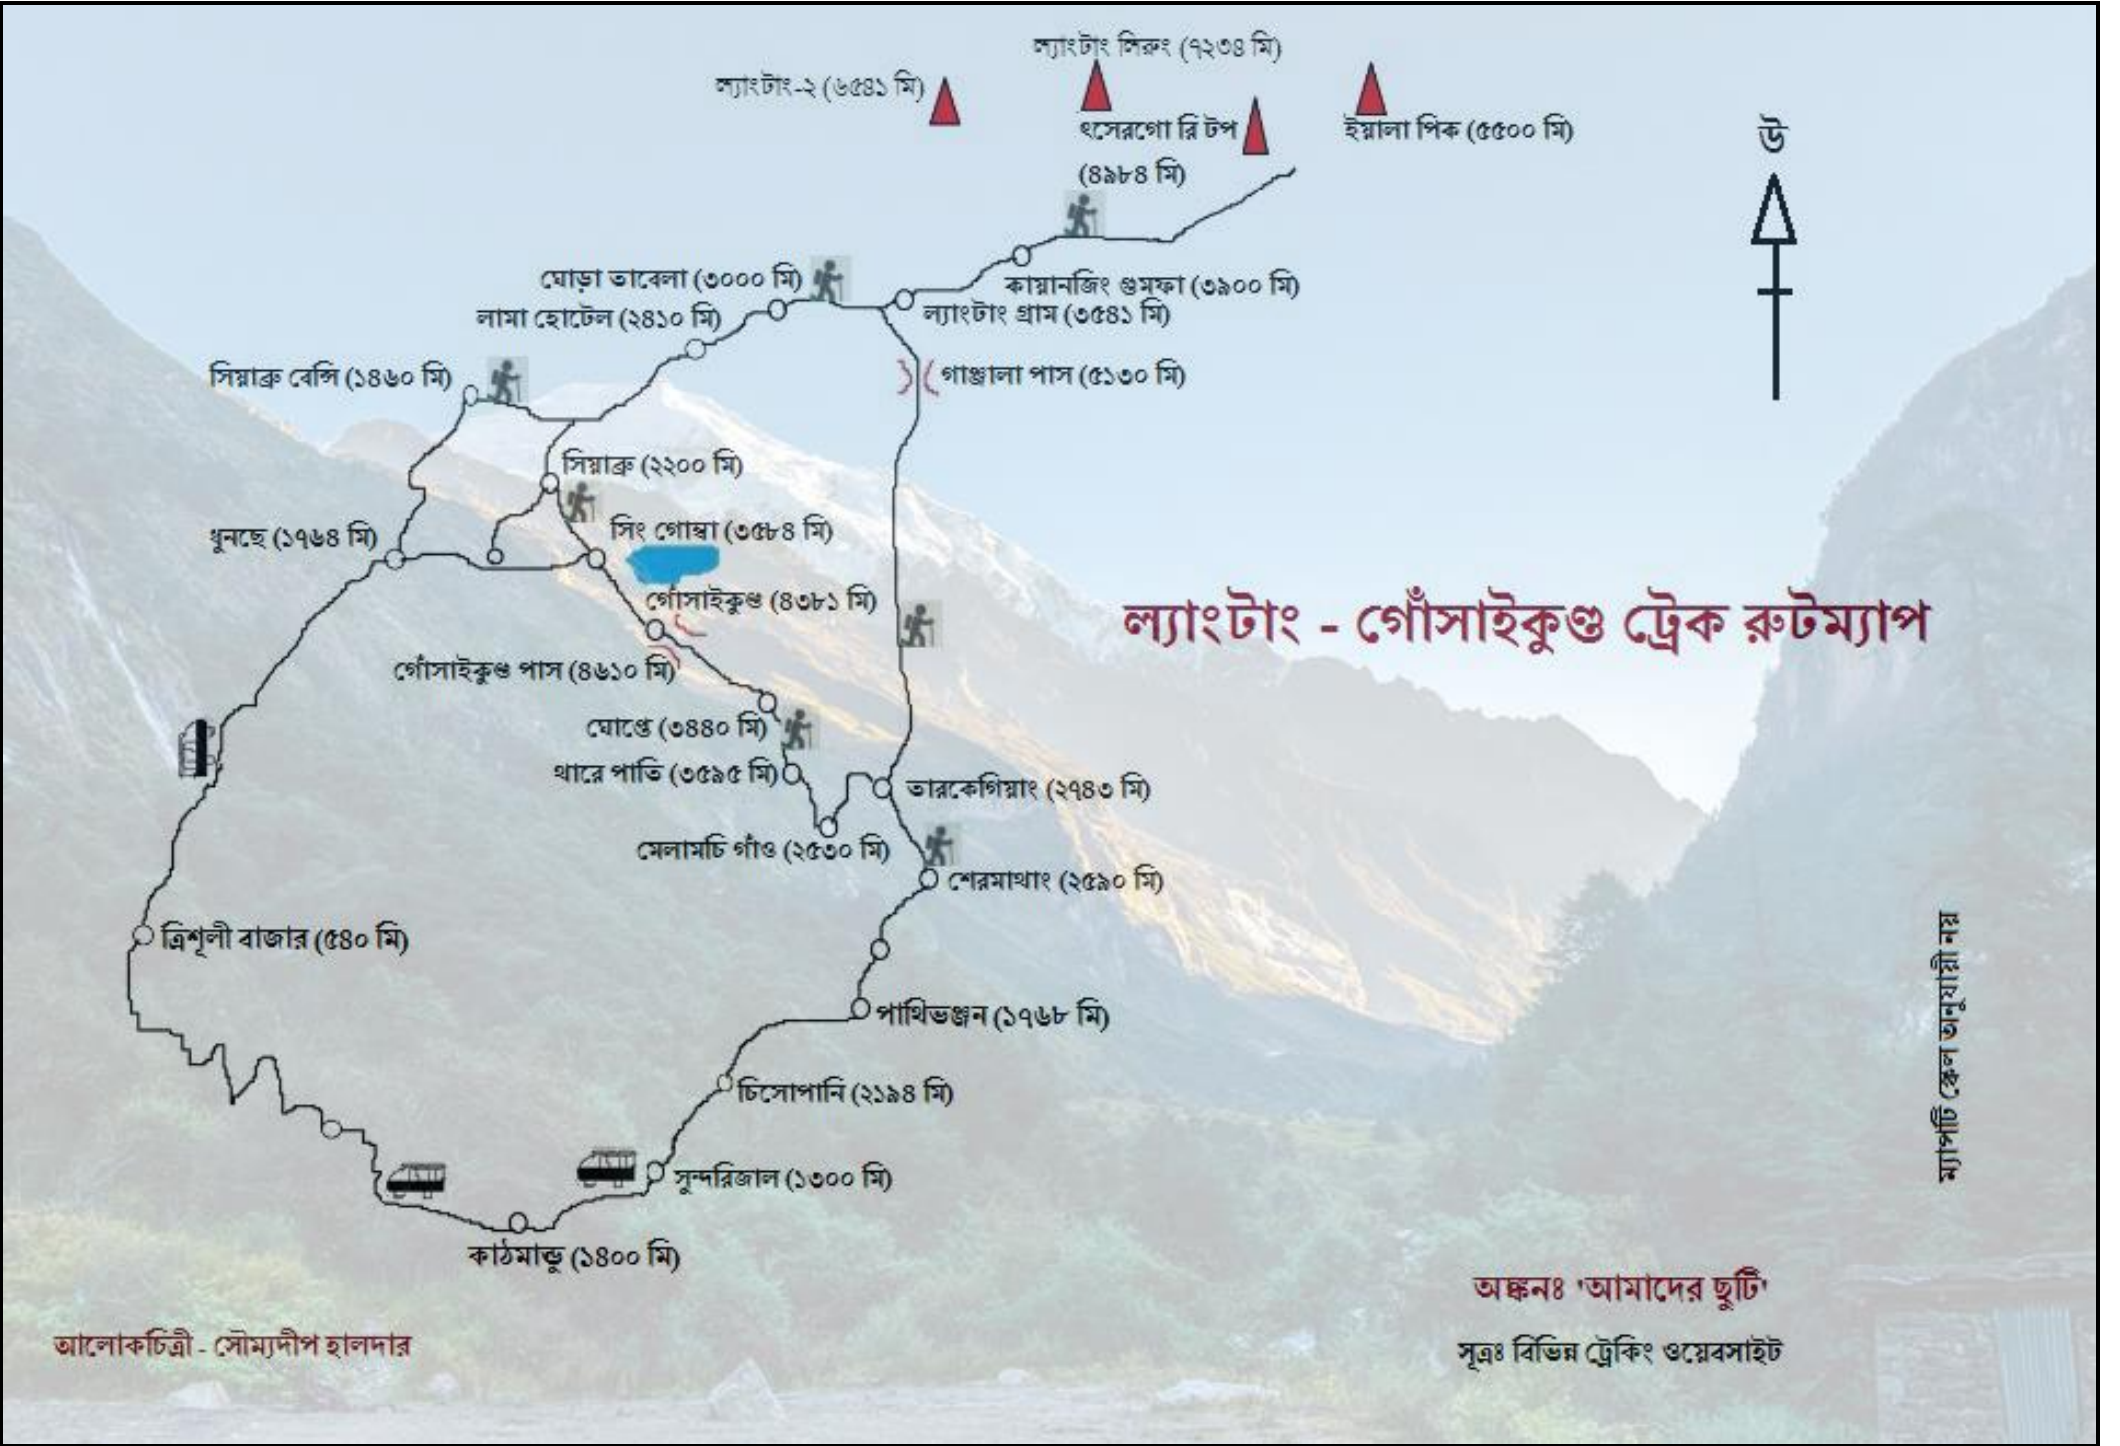 ল্যাংটাং লিরুং (৭২৩৪ মি)
ল্যাংটাং-২ (৬৫৪১ মি)
ৎসেরগো রি টপ
(৪৯৮৪ মি)
ইয়ালা পিক (৫৫০০ মি)
উ
ঘোড়া তাবেলা (৩০০০ মি)
কায়ানজিং গুমফা (৩৯০০ মি)
লামা হোটেল (২৪১০ মি)
ল্যাংটাং গ্রাম (৩৫৪১ মি)
সিয়াব্রু বেন্সি (১৪৬০ মি)
গাঞ্জালা পাস (৫১৩০ মি)
সিয়াব্রু (২২০০ মি)
ধুনছে (১৭৬৪ মি)
সিং গোম্বা (৩৫৮৪ মি)
গোঁসাইকুণ্ড (৪৩৮১ মি)
ল্যাংটাং - গোঁসাইকুণ্ড ট্রেক রুটম্যাপ
গোঁসাইকুণ্ড পাস (৪৬১০ মি)
ঘোপ্তে (৩৪৪০ মি)
থারে পাতি (৩৫৯৫ মি)
তারকেগিয়াং (২৭৪৩ মি)
মেলামচি গাঁও (২৫৩০ মি)
শেরমাথাং (২৫৯০ মি)
ত্রিশূলী বাজার (৫৪০ মি)
পাথিভঞ্জন (১৭৬৮ মি)
চিসোপানি (২১৯৪ মি)
সুন্দরিজাল (১৩০০ মি)
কাঠমান্ডু (১৪০০ মি)
ম্যাপটি স্কেল অনুযায়ী নয়
অঙ্কনঃ 'আমাদের ছুটি'
সূত্রঃ বিভিন্ন ট্রেকিং ওয়েবসাইট
আলোকচিত্রী - সৌম্যদীপ হালদার